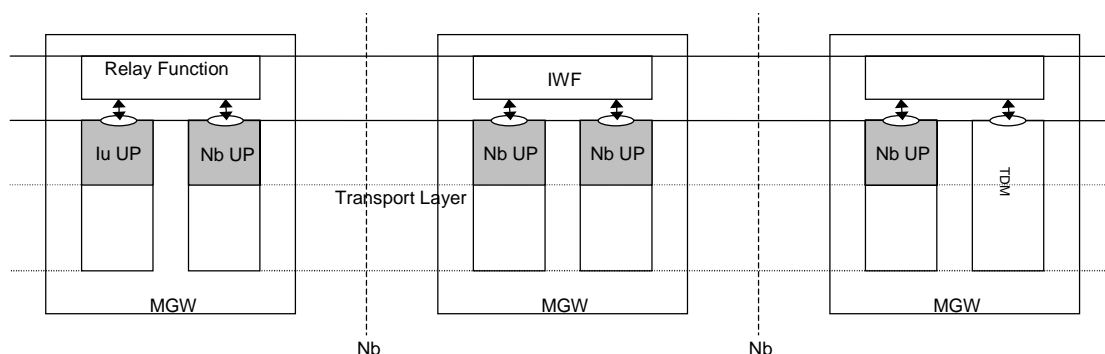 Relay Function
IWF
Iu UP
Nb UP
Nb UP
Nb UP
Nb UP
TDM
Transport Layer
MGW
MGW
MGW
Nb
Nb